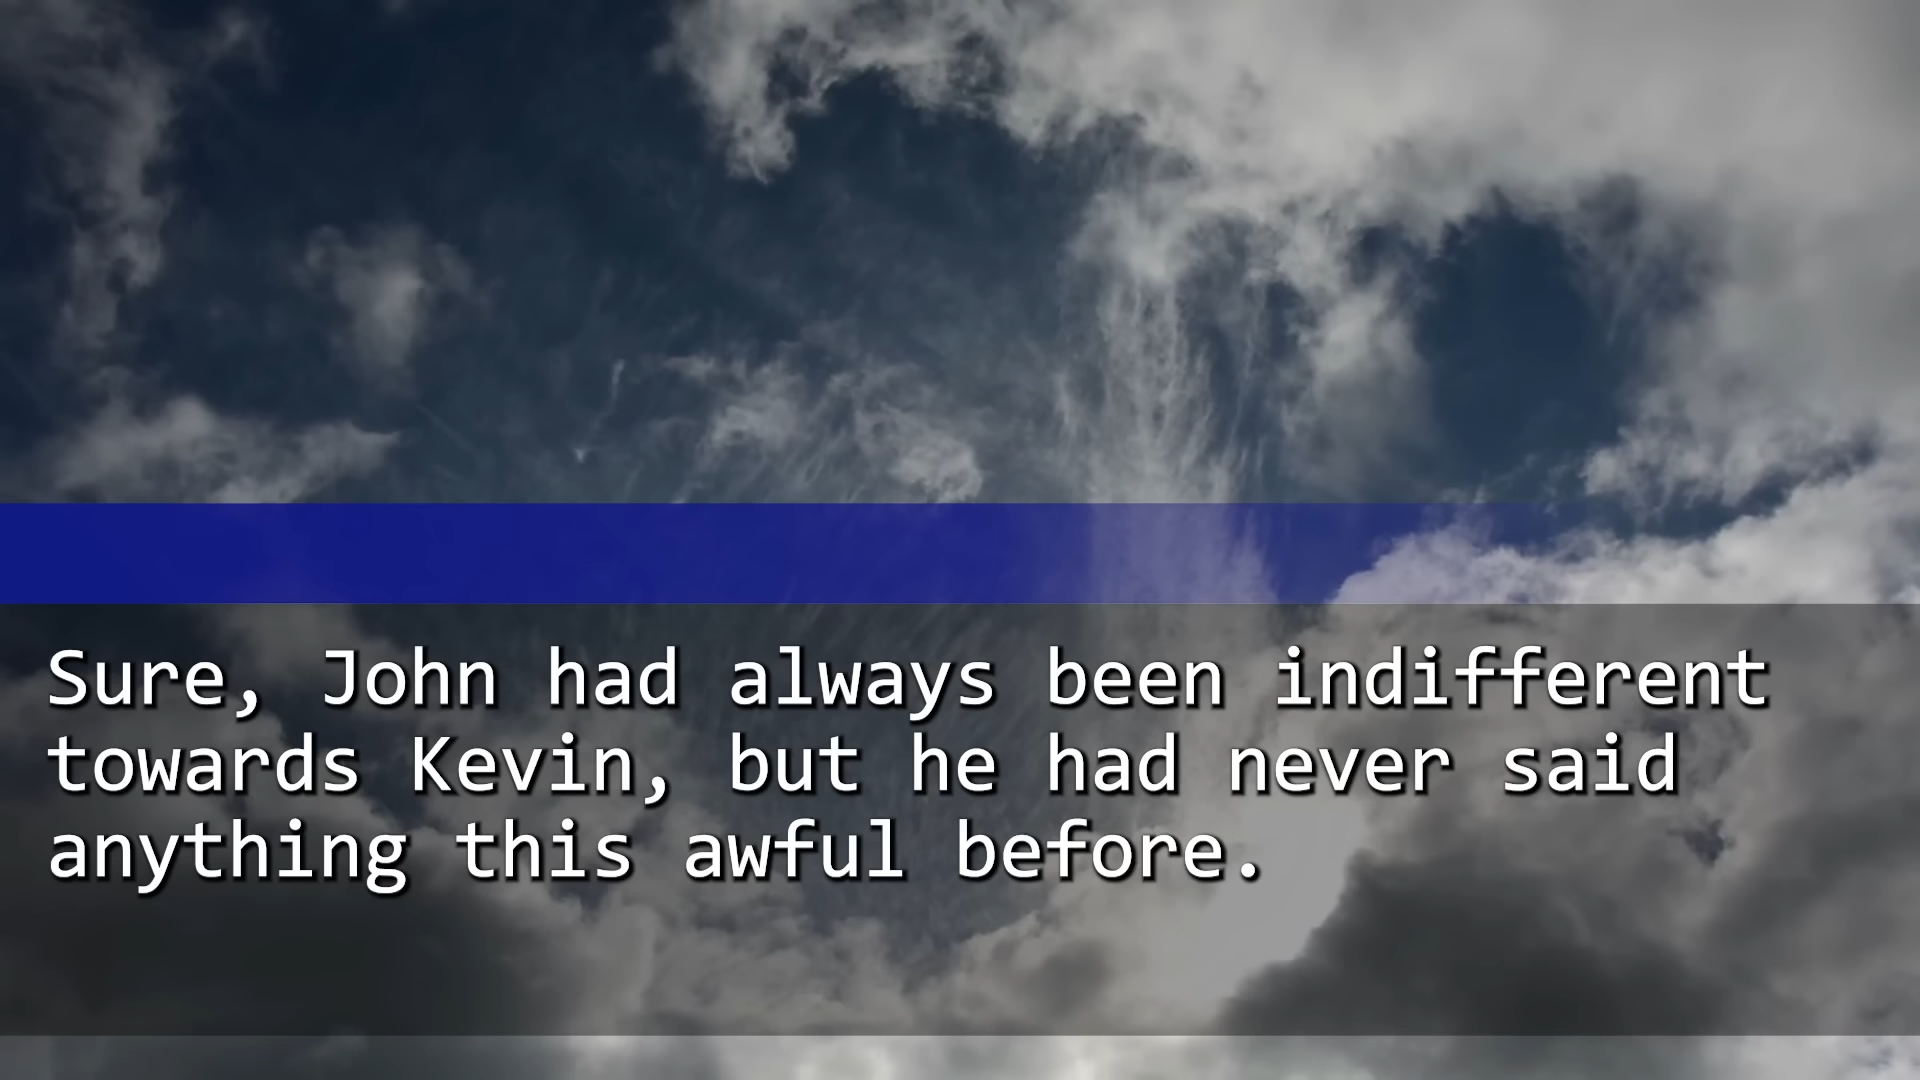 Sure, John had always been indifferent
towards Kevin, but he had never said
anything this awful before.